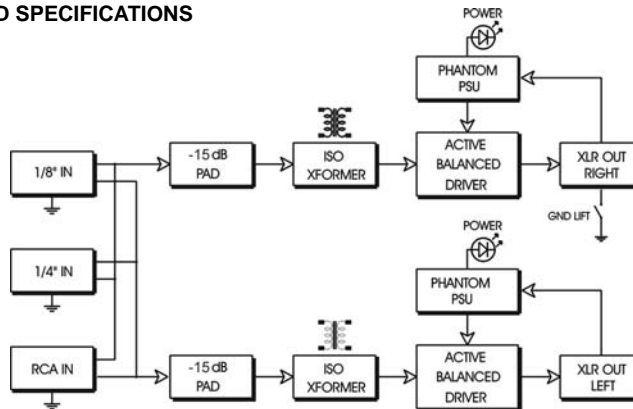 D SPECIFICATIONS
POWER
PHANTOM
PSU
1/8" IN
-15 dB
PAD
ISO
XFORMER
ACTIVE
BALANCED
DRIVER
XLR OUT
RIGHT
GND LIFT
1/4" IN
POWER
PHANTOM
PSU
RCA IN
-15 dB
PAD
ISO
XFORMER
ACTIVE
BALANCED
DRIVER
XLR OUT
LEFT